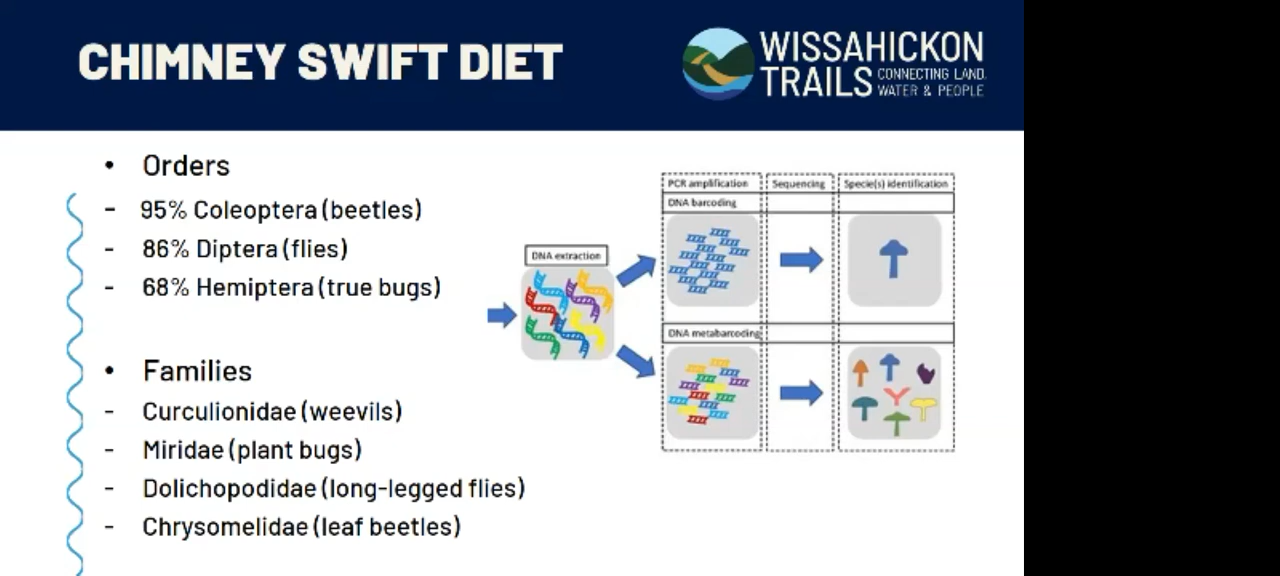 CHIMNEY SWIFT DIET
WISSAHICKON
TRAILS CONNECTING LAND,
WATER & PEOPLE
• Orders
- 95% Coleoptera (beetles)
- 86% Diptera (flies)
- 68% Hemiptera (true bugs)
• Families
- Curculionidae (weevils)
- Miridae (plant bugs)
- Dolichopodidae (long-legged flies)
- Chrysomelidae (leaf beetles)
DNA extraction
PCR amplification Sequencing Specie(s) identification
DNA barcoding
DNA metabarcoding